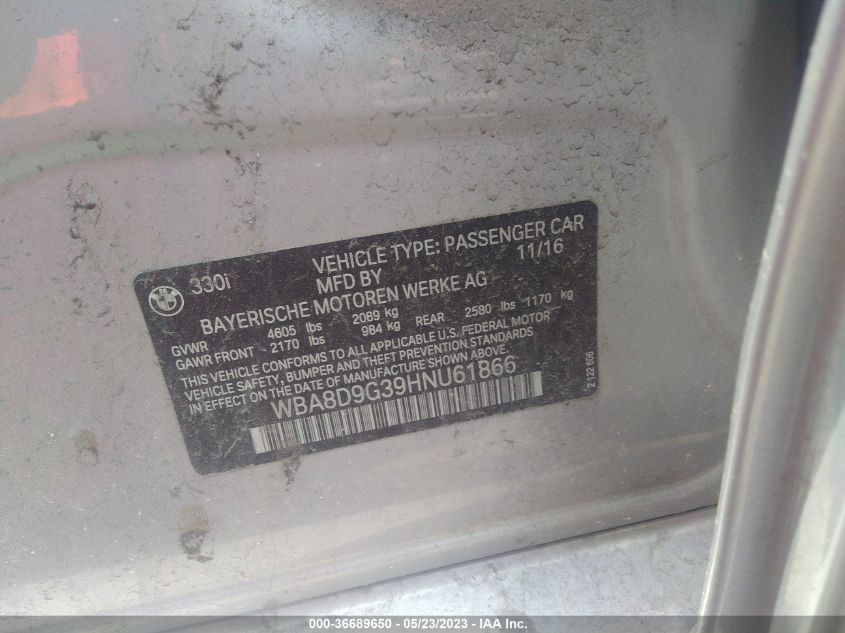 330i
VEHICLE TYPE: PASSENGER CAR
MFD BY 11/16
BAYERISCHE MOTOREN WERKE AG
GVWR 4605 lbs 2089 kg
GAWR FRONT - 2170 lbs 984 kg REAR 2580 lbs 1170 kg
THIS VEHICLE CONFORMS TO ALL APPLICABLE U.S. FEDERAL MOTOR
VEHICLE SAFETY, BUMPER AND THEFT PREVENTION STANDARDS
IN EFFECT ON THE DATE OF MANUFACTURE SHOWN ABOVE.
WBA8D9G39HNU61866
2 122 606
000-36689650 / 05/23/2023 - IAA Inc.